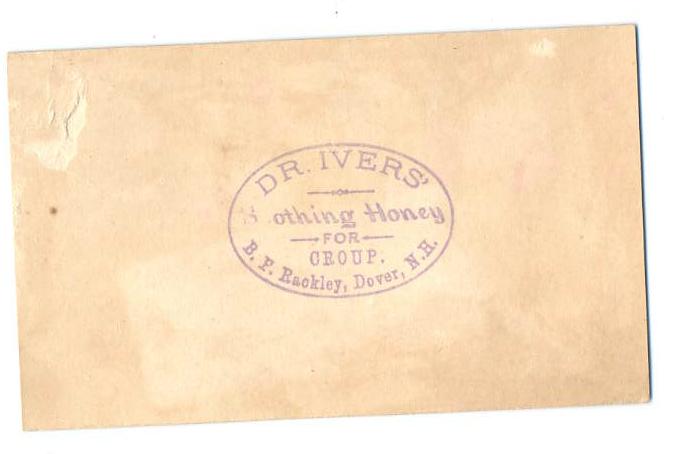 DR. IVERS'
Soothing Honey
FOR
CROUP.
B. F. Rackley, Dover, N.H.